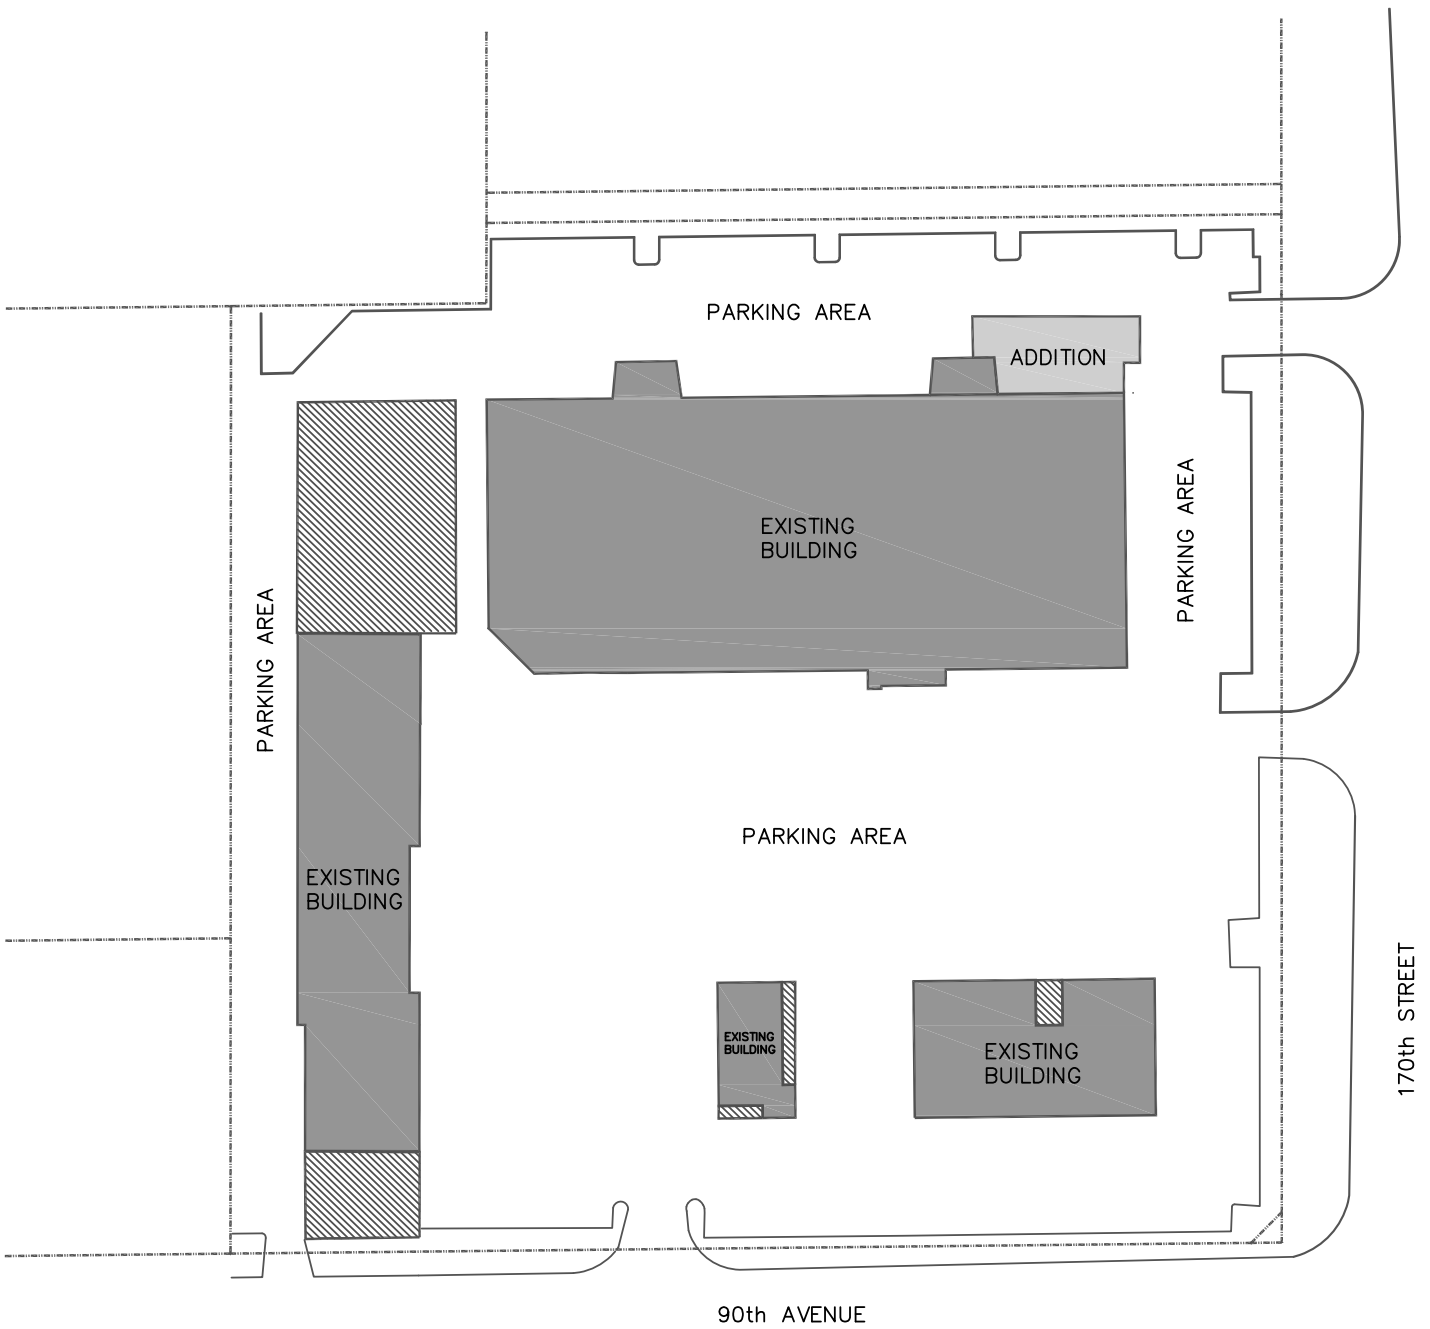 PARKING AREA
ADDITION
EXISTING
BUILDING
PARKING AREA
PARKING AREA
PARKING AREA
EXISTING
BUILDING
EXISTING
BUILDING
EXISTING
BUILDING
170th STREET
90th AVENUE